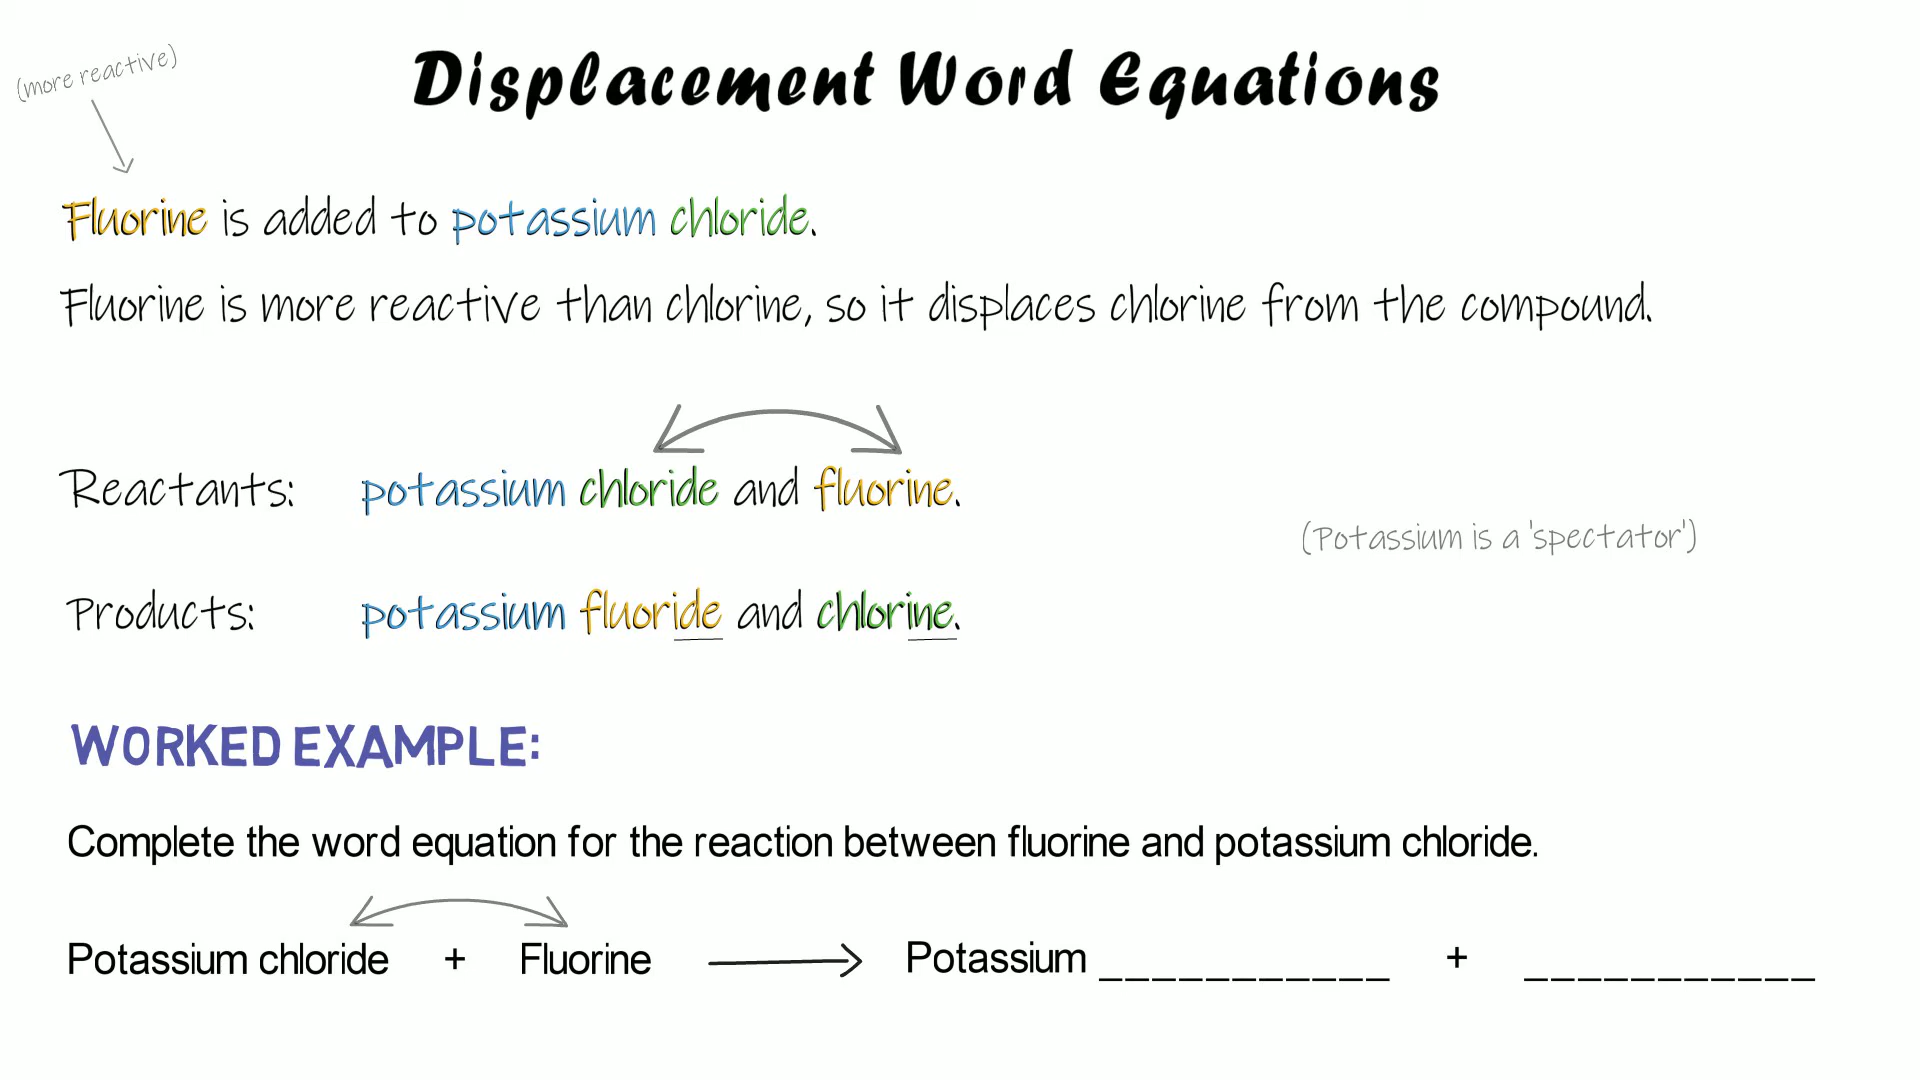 (more reactive)
Displacement Word Equations
Fluorine is added to potassium chloride.
Fluorine is more reactive than chlorine, so it displaces chlorine from the compound.
Reactants: potassium chloride and fluorine.
(Potassium is a 'spectator')
Products: potassium fluoride and chlorine.
WORKED EXAMPLE:
Complete the word equation for the reaction between fluorine and potassium chloride.
Potassium chloride + Fluorine → Potassium ___________ + ___________